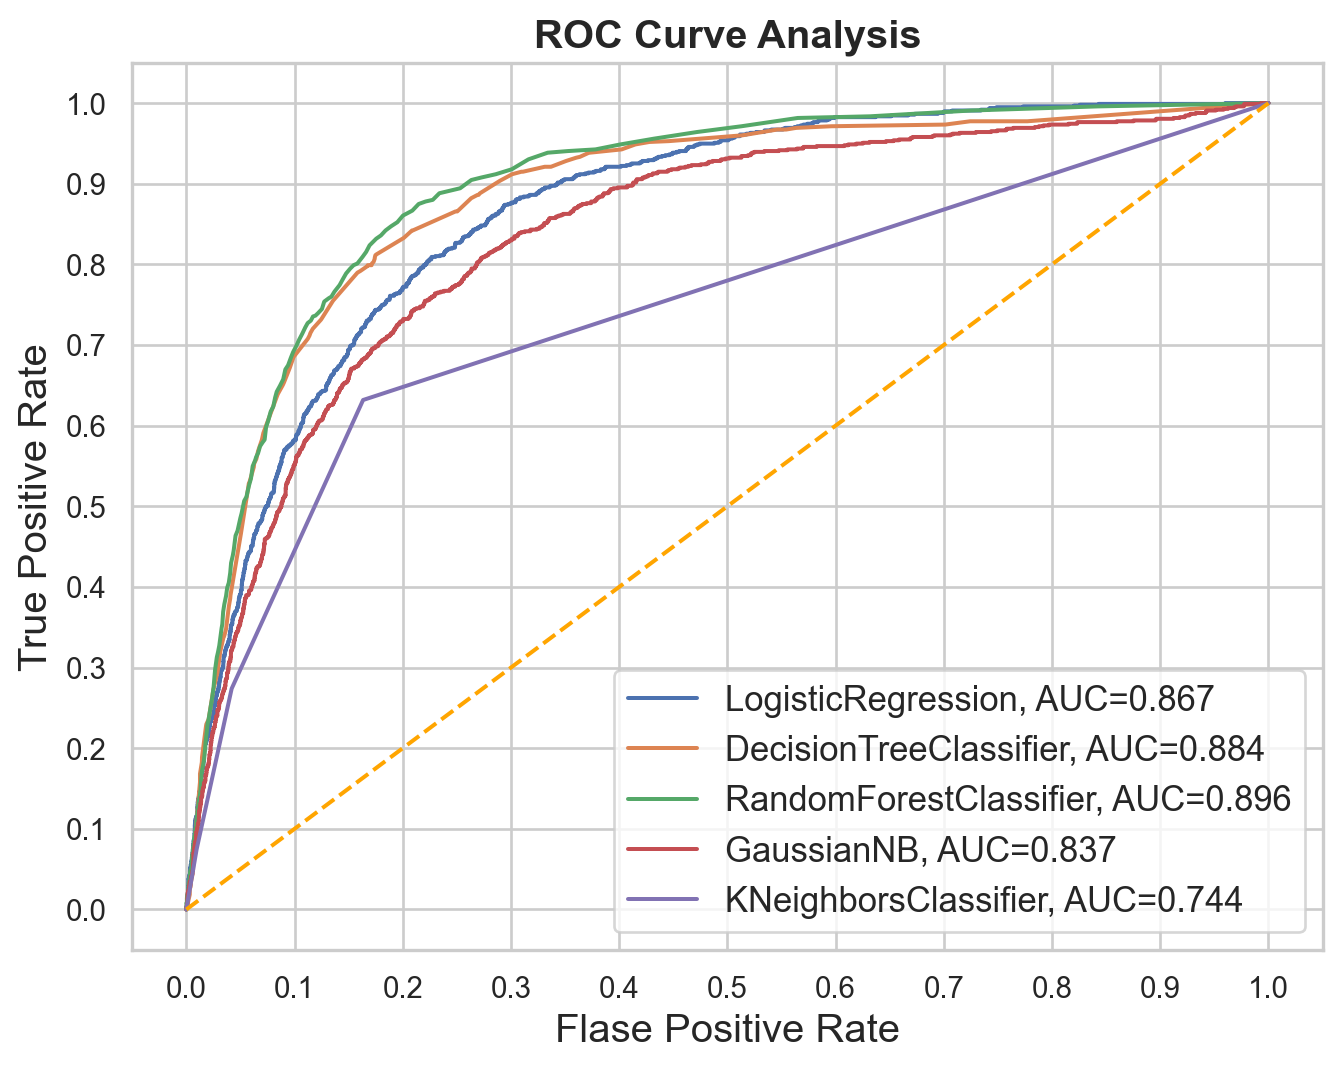 ROC Curve Analysis
1.0
0.9
0.8
0.7
0.6
0.5
0.4
0.3
0.2
0.1
0.0
True Positive Rate
LogisticRegression, AUC=0.867
DecisionTreeClassifier, AUC=0.884
RandomForestClassifier, AUC=0.896
GaussianNB, AUC=0.837
KNeighborsClassifier, AUC=0.744
0.0 0.1 0.2 0.3 0.4 0.5 0.6 0.7 0.8 0.9 1.0
Flase Positive Rate